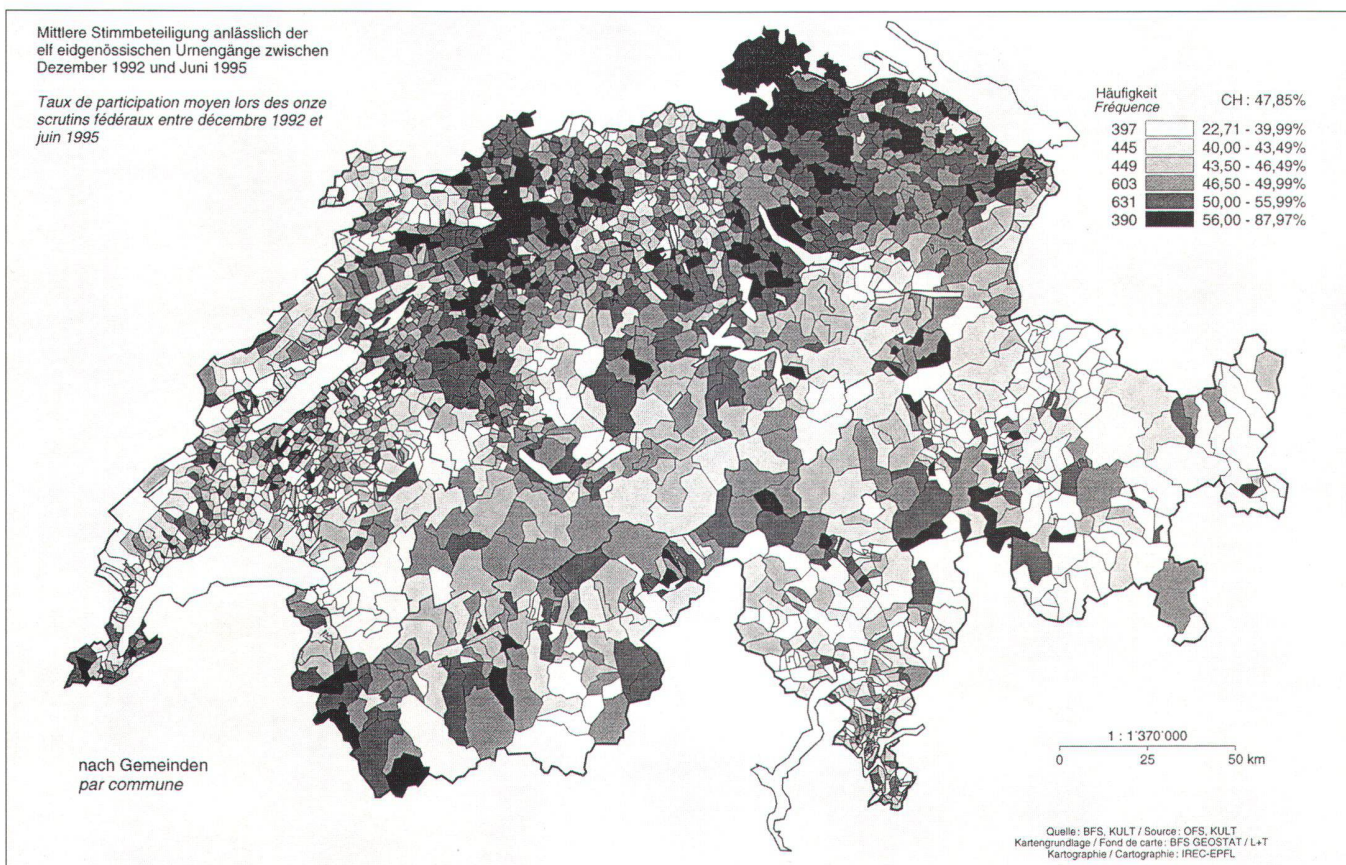 Mittlere Stimmbeteiligung anlässlich der
elf eidgenössischen Urnengänge zwischen
Dezember 1992 und Juni 1995
Taux de participation moyen lors des onze
scrutins fédéraux entre décembre 1992 et
juin 1995
Häufigkeit
Fréquence
CH : 47,85%
397 22,71 - 39,99%
445 40,00 - 43,49%
449 43,50 - 46,49%
603 46,50 - 49,99%
631 50,00 - 55,99%
390 56,00 - 87,97%
nach Gemeinden
par commune
1 : 1'370'000
0 25 50 km
Quelle : BFS, KULT / Source : OFS, KULT
Kartengrundlage / Fond de carte : BFS GEOSTAT / L+T
Kartographie / Cartographie : IREC-EPFL